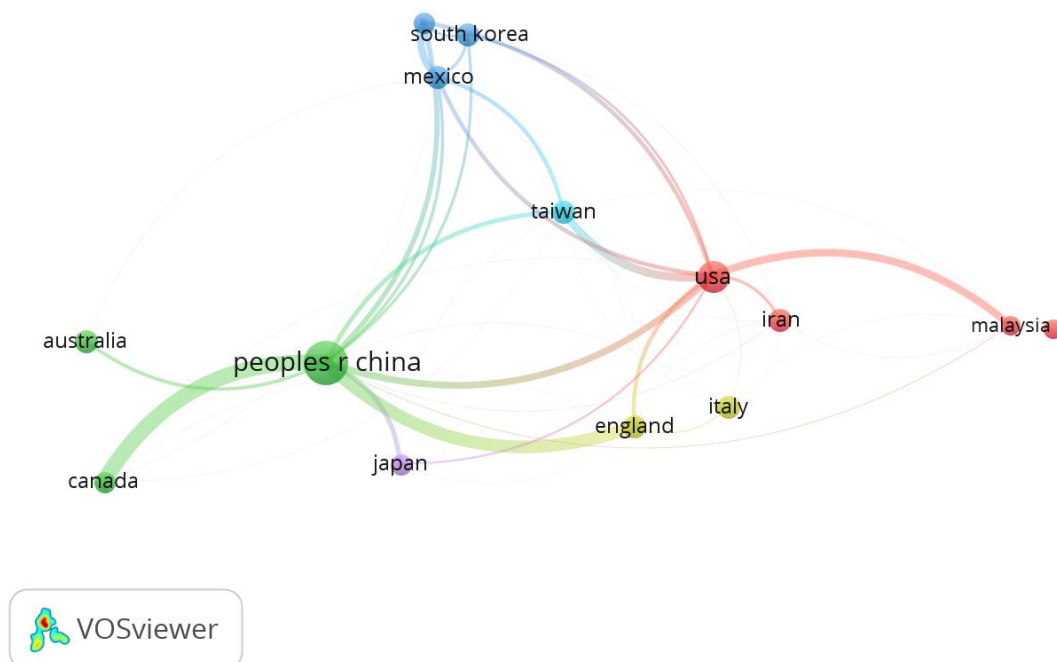 south korea
mexico
taiwan
usa
iran
malaysia
australia
peoples r china
italy
england
japan
canada
VOSviewer